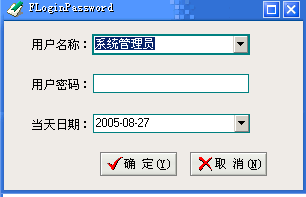 FLoginPassword
用户名称： 系统管理员
用户密码：
当天日期： 2005-08-27
确 定(Y) 取 消(N)